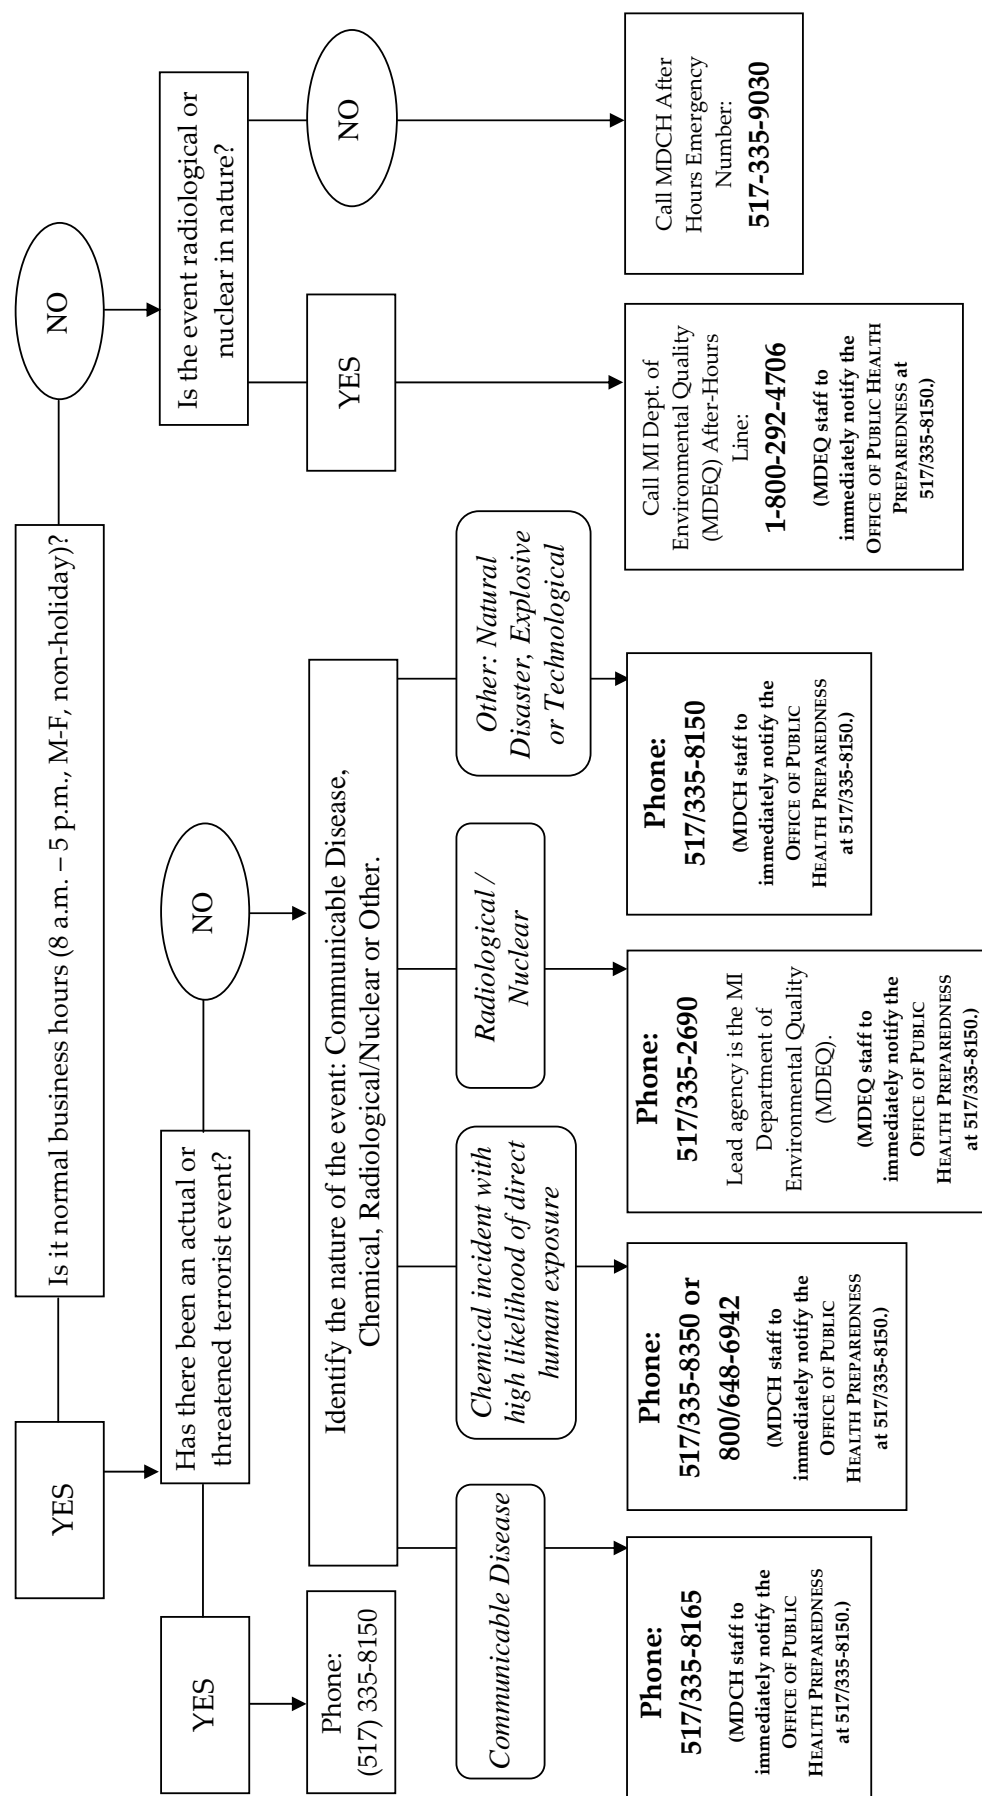 Is it normal business hours (8 a.m. – 5 p.m., M-F, non-holiday)?
YES
NO
Has there been an actual or
threatened terrorist event?
Is the event radiological or
nuclear in nature?
YES
NO
YES
NO
Phone:
(517) 335-8150
Identify the nature of the event: Communicable Disease,
Chemical, Radiological/Nuclear or Other.
Communicable Disease
Chemical incident with
high likelihood of direct
human exposure
Radiological /
Nuclear
Other: Natural
Disaster, Explosive
or Technological
Phone:
517/335-8165
(MDCH staff to
immediately notify the
OFFICE OF PUBLIC
HEALTH PREPAREDNESS
at 517/335-8150.)
Phone:
517/335-8350 or
800/648-6942
(MDCH staff to
immediately notify the
OFFICE OF PUBLIC
HEALTH PREPAREDNESS
at 517/335-8150.)
Phone:
517/335-2690
Lead agency is the MI
Department of
Environmental Quality
(MDEQ).
(MDEQ staff to
immediately notify the
OFFICE OF PUBLIC
HEALTH PREPAREDNESS
at 517/335-8150.)
Phone:
517/335-8150
(MDCH staff to
immediately notify the
OFFICE OF PUBLIC
HEALTH PREPAREDNESS
at 517/335-8150.)
Call MI Dept. of
Environmental Quality
(MDEQ) After-Hours
Line:
1-800-292-4706
(MDEQ staff to
immediately notify the
OFFICE OF PUBLIC HEALTH
PREPAREDNESS at
517/335-8150.)
Call MDCH After
Hours Emergency
Number:
517-335-9030